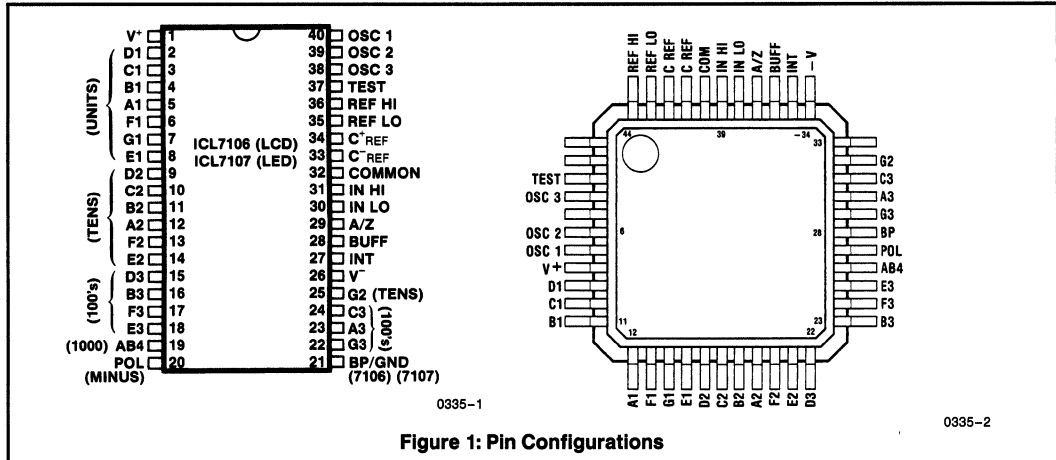 V+ 1
D1 2
C1 3
B1 4
A1 5
F1 6
G1 7
E1 8
D2 9
C2 10
B2 11
A2 12
F2 13
E2 14
D3 15
B3 16
F3 17
E3 18
(1000) AB4 19
POL 20
(MINUS)
(UNITS)
(TENS)
(100's)
ICL7106 (LCD)
ICL7107 (LED)
40 OSC 1
39 OSC 2
38 OSC 3
37 TEST
36 REF HI
35 REF LO
34 C+REF
33 C−REF
32 COMMON
31 IN HI
30 IN LO
29 A/Z
28 BUFF
27 INT
26 V−
25 G2 (TENS)
24 C3
23 A3
22 G3
(100's)
21 BP/GND
(7106) (7107)
0335–1
REF HI
REF LO
C REF
C REF
COM
IN HI
IN LO
A/Z
BUFF
INT
–V
44
39
–34
33
TEST
OSC 3
OSC 2
OSC 1
V+
D1
C1
B1
6
11
12
G2
C3
A3
G3
BP
POL
AB4
E3
F3
B3
28
23
22
A1
F1
G1
E1
D2
C2
B2
A2
F2
E2
D3
0335–2
Figure 1: Pin Configurations